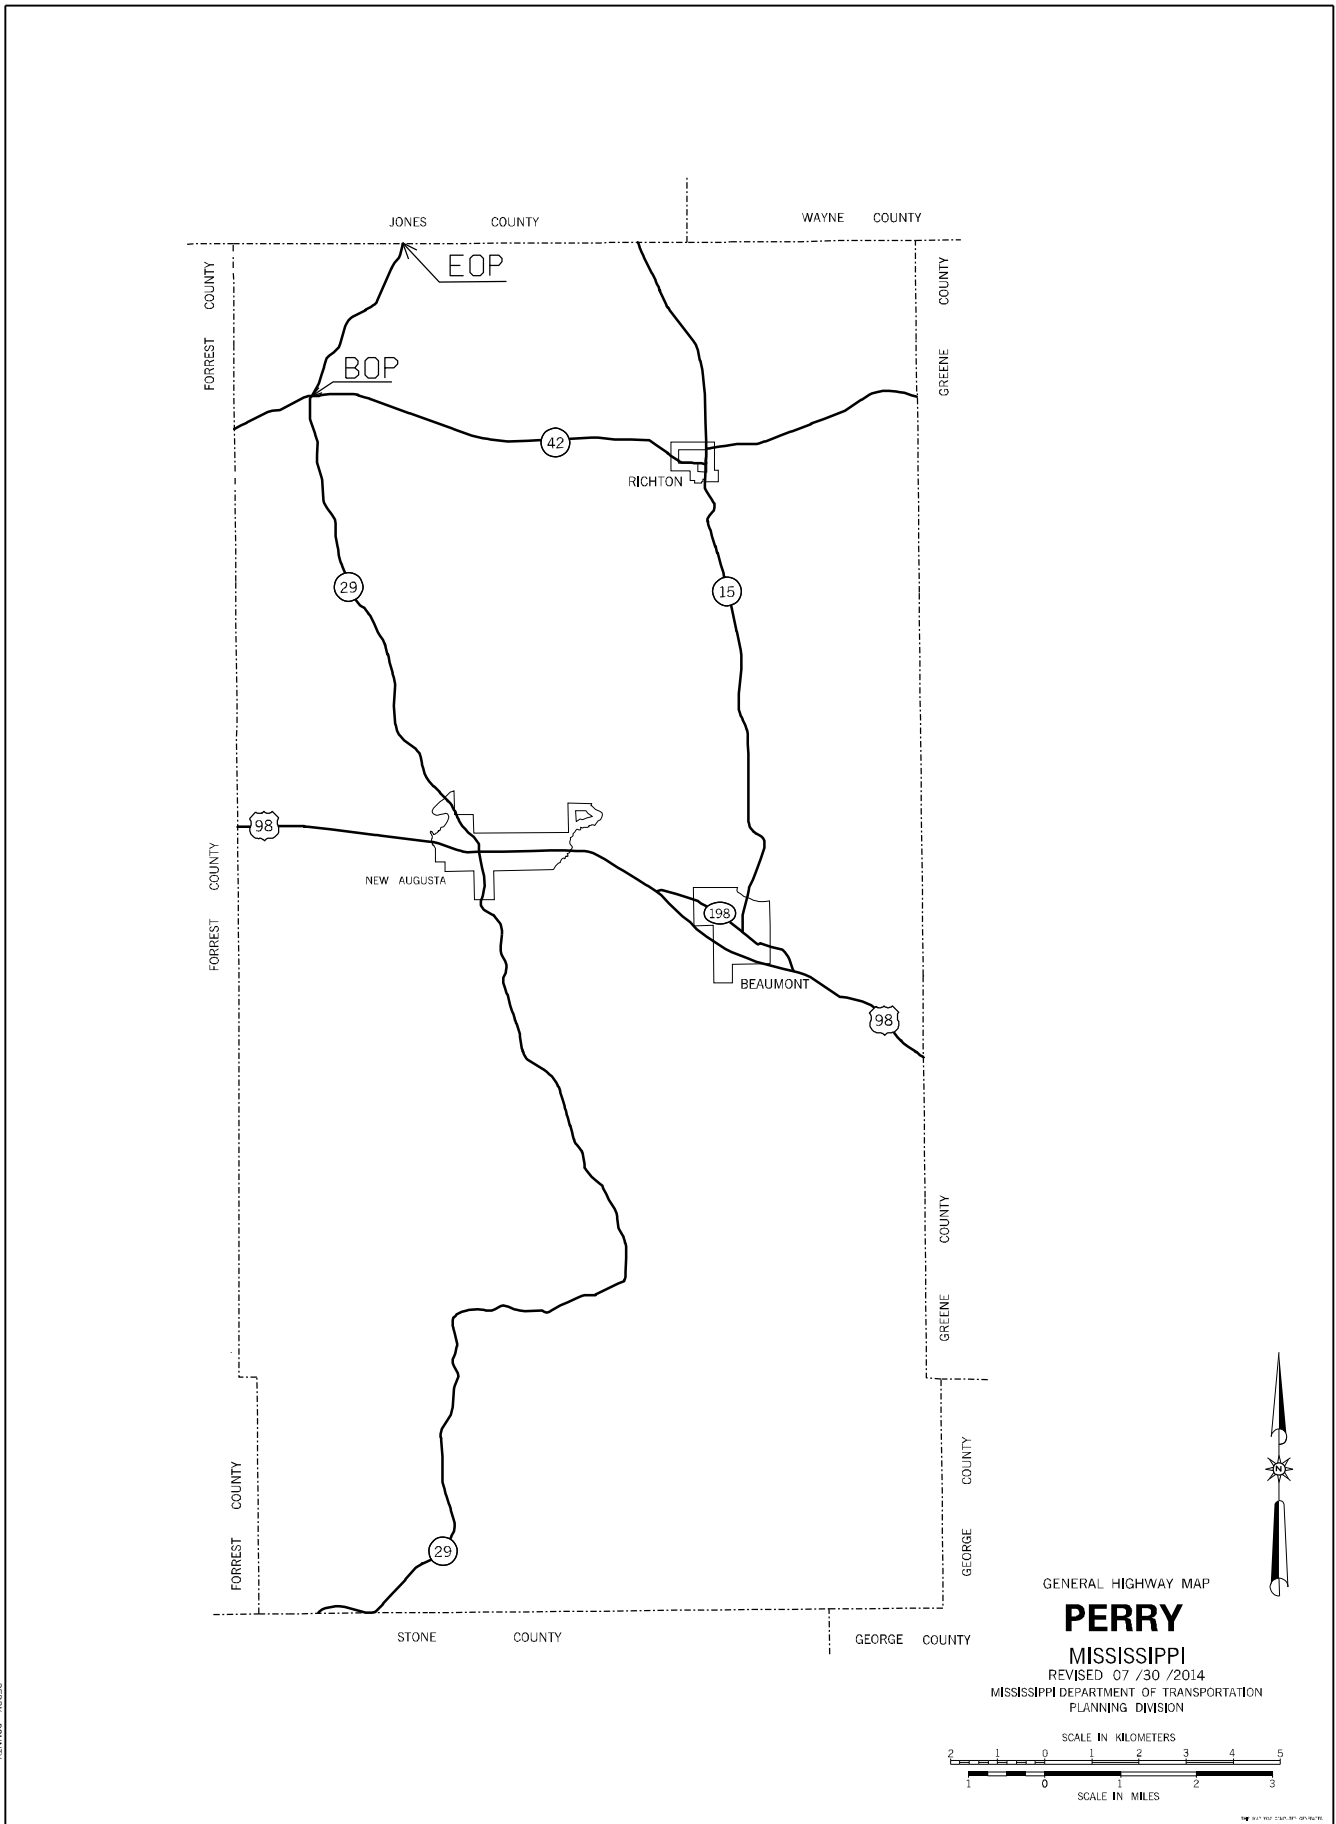 JONES COUNTY
WAYNE COUNTY
FORREST COUNTY
EOP
GREENE COUNTY
BOP
42
RICHTON
29
15
98
NEW AUGUSTA
FORREST COUNTY
198
BEAUMONT
98
GREENE COUNTY
FORREST COUNTY
GEORGE COUNTY
29
N
STONE COUNTY
GEORGE COUNTY
GENERAL HIGHWAY MAP
PERRY
MISSISSIPPI
REVISED 07 /30 /2014
MISSISSIPPI DEPARTMENT OF TRANSPORTATION
PLANNING DIVISION
SCALE IN KILOMETERS
2 1 0 1 2 3 4 5
1 0 1 2 3
SCALE IN MILES